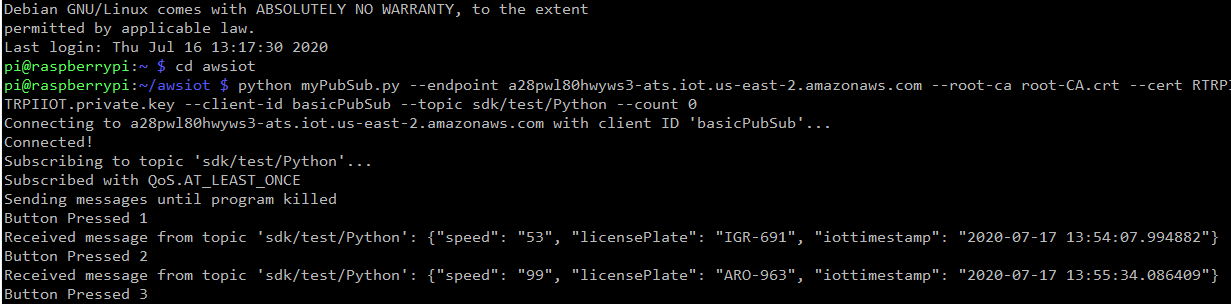 Debian GNU/Linux comes with ABSOLUTELY NO WARRANTY, to the extent
permitted by applicable law.
Last login: Thu Jul 16 13:17:30 2020
pi@raspberrypi:~ $ cd awsiot
pi@raspberrypi:~/awsiot $ python myPubSub.py --endpoint a28pwl80hwyws3-ats.iot.us-east-2.amazonaws.com --root-ca root-CA.crt --cert RTRPI
TRPIIOT.private.key --client-id basicPubSub --topic sdk/test/Python --count 0
Connecting to a28pwl80hwyws3-ats.iot.us-east-2.amazonaws.com with client ID 'basicPubSub'...
Connected!
Subscribing to topic 'sdk/test/Python'...
Subscribed with QoS.AT_LEAST_ONCE
Sending messages until program killed
Button Pressed 1
Received message from topic 'sdk/test/Python': {"speed": "53", "licensePlate": "IGR-691", "iottimestamp": "2020-07-17 13:54:07.994882"}
Button Pressed 2
Received message from topic 'sdk/test/Python': {"speed": "99", "licensePlate": "ARO-963", "iottimestamp": "2020-07-17 13:55:34.086409"}
Button Pressed 3